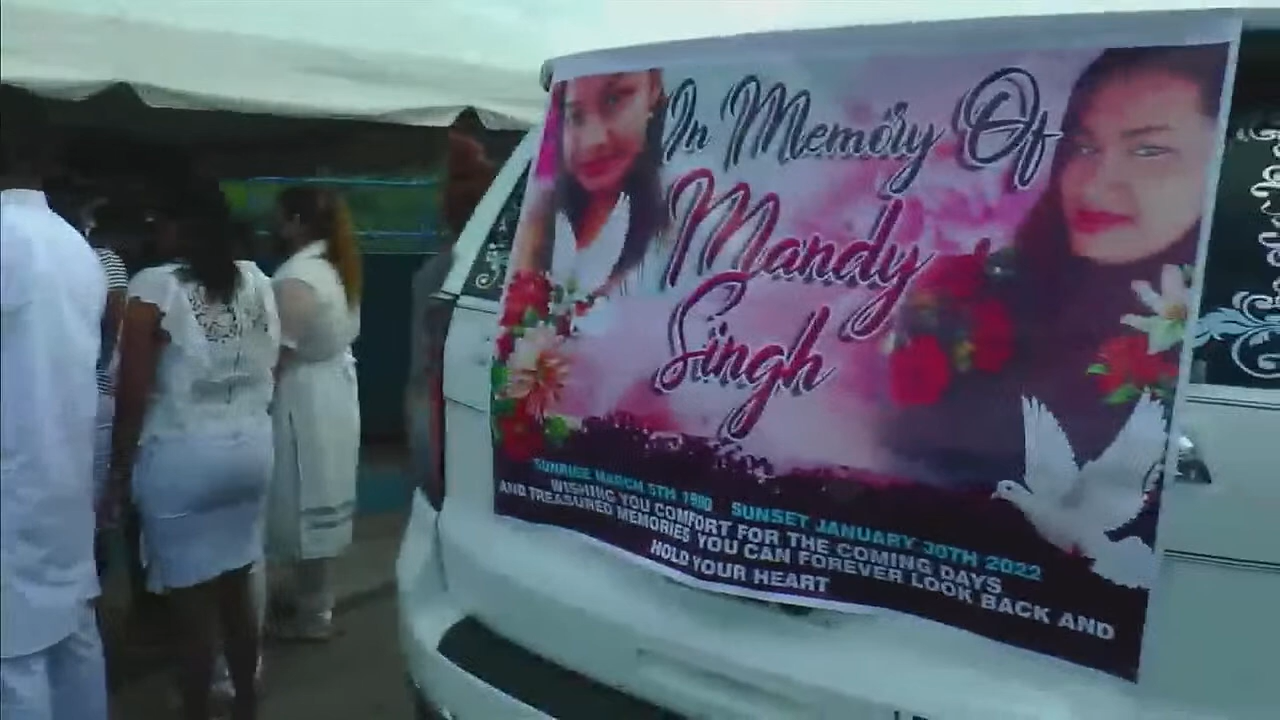 In Memory Of
Mandy
Singh
SUNRISE MARCH 5TH 1980 SUNSET JANUARY 30TH 2022
WISHING YOU COMFORT FOR THE COMING DAYS
AND TREASURED MEMORIES YOU CAN FOREVER LOOK BACK AND
HOLD YOUR HEART